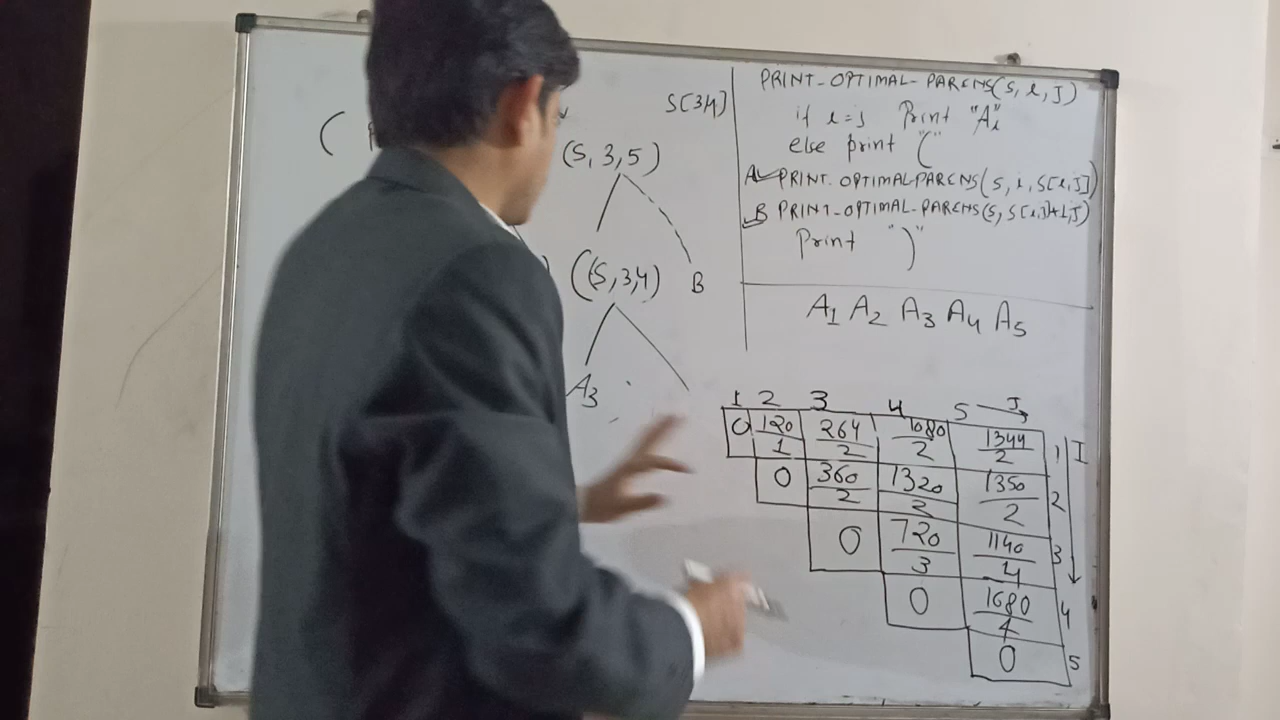 (
S[3,4]
(S, 3, 5)
((S, 3, 4) B
A3
PRINT-OPTIMAL-PARENS(S, i, J)
if i=j Print "Ai"
else print "("
A PRINT-OPTIMALPARENS(S, i, S[i,J])
B PRINT-OPTIMAL-PARENS(S, S[i,J]+1, J)
Print ")"
A1 A2 A3 A4 A5
1 2 3 4 5 J
0 120/1 264/2 1080/2 1344/2 1 I
0 360/2 1320/2 1350/2 2
0 720/3 1140/4 3
0 1680/4 4
0 5